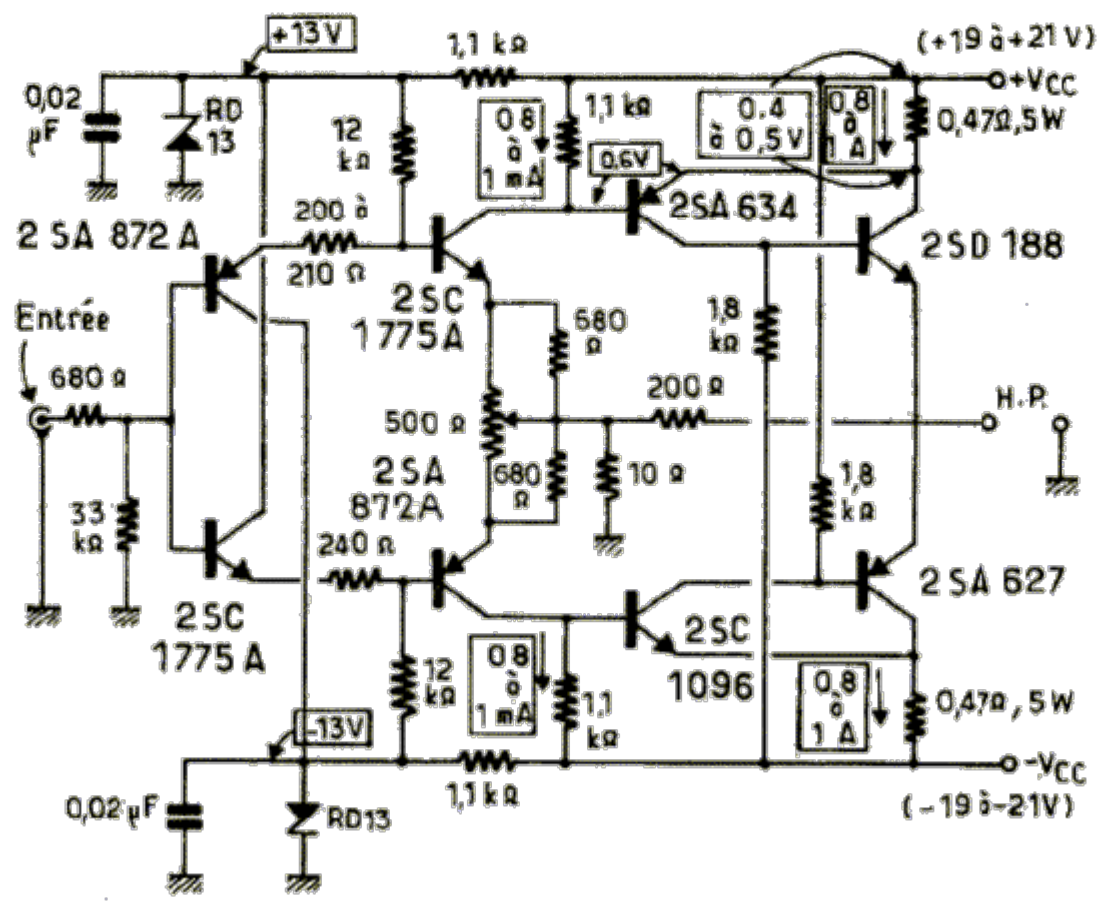 +13V
1,1 kΩ
(+19 à +21 V)
+VCC
0,02
µF
RD
13
12
kΩ
0.8
à
1 mA
1,1 kΩ
0.4
à 0,5V
0.8
à
1 A
0,47Ω, 5W
0.6V
2SA 634
2 SA 872 A
200 à
210 Ω
2SD 188
2SC
1775A
Entrée
680 Ω
680
Ω
1,8
kΩ
200 Ω
H.P.
500 Ω
2SA
872A
680
Ω
10 Ω
1,8
kΩ
33
kΩ
240 Ω
2SC
1775 A
2 SA 627
2SC
1096
12
kΩ
0.8
à
1 mA
1,1
kΩ
0.8
à
1 A
0,47Ω, 5W
-13V
1,1 kΩ
-VCC
(-19 à -21V)
0,02 µF
RD13